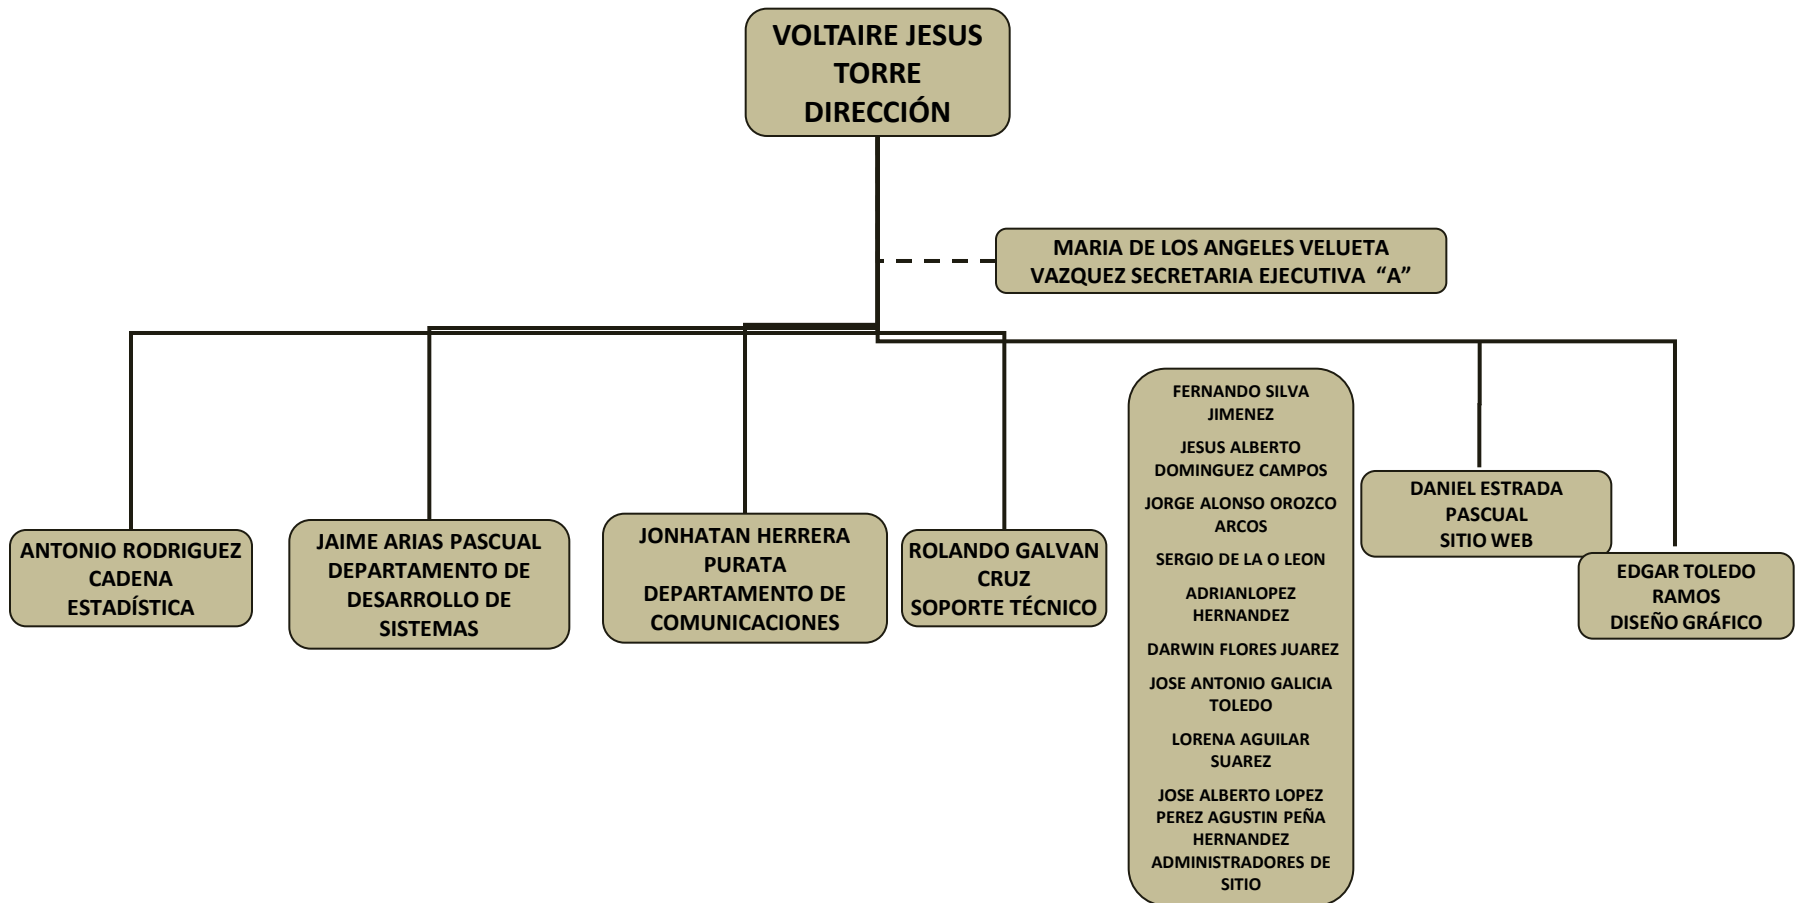 VOLTAIRE JESUS
TORRE
DIRECCIÓN
MARIA DE LOS ANGELES VELUETA
VAZQUEZ SECRETARIA EJECUTIVA “A”
ANTONIO RODRIGUEZ
CADENA
ESTADÍSTICA
JAIME ARIAS PASCUAL
DEPARTAMENTO DE
DESARROLLO DE
SISTEMAS
JONHATAN HERRERA
PURATA
DEPARTAMENTO DE
COMUNICACIONES
ROLANDO GALVAN
CRUZ
SOPORTE TÉCNICO
FERNANDO SILVA
JIMENEZ
JESUS ALBERTO
DOMINGUEZ CAMPOS
JORGE ALONSO OROZCO
ARCOS
SERGIO DE LA O LEON
ADRIANLOPEZ
HERNANDEZ
DARWIN FLORES JUAREZ
JOSE ANTONIO GALICIA
TOLEDO
LORENA AGUILAR
SUAREZ
JOSE ALBERTO LOPEZ
PEREZ AGUSTIN PEÑA
HERNANDEZ
ADMINISTRADORES DE
SITIO
DANIEL ESTRADA
PASCUAL
SITIO WEB
EDGAR TOLEDO
RAMOS
DISEÑO GRÁFICO